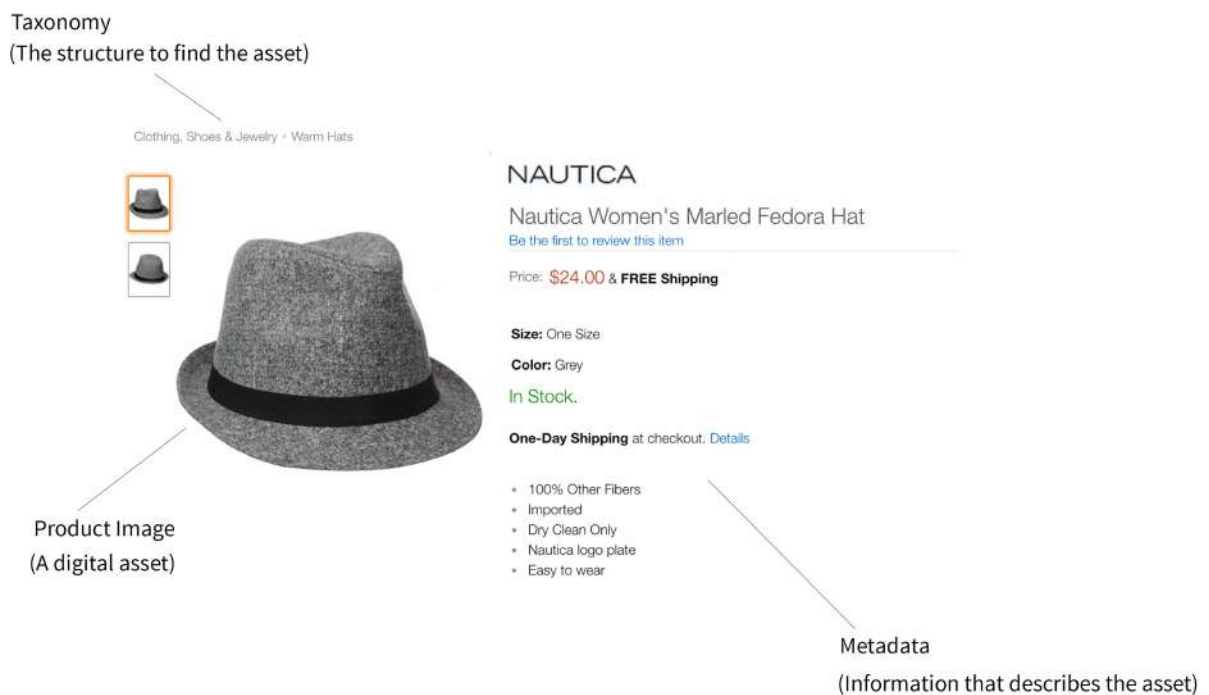 Taxonomy
(The structure to find the asset)
Clothing, Shoes & Jewelry › Warm Hats
NAUTICA
Nautica Women's Marled Fedora Hat
Be the first to review this item
Price: $24.00 & FREE Shipping
Size: One Size
Color: Grey
In Stock.
One-Day Shipping at checkout. Details
• 100% Other Fibers
• Imported
• Dry Clean Only
• Nautica logo plate
• Easy to wear
Product Image
(A digital asset)
Metadata
(Information that describes the asset)